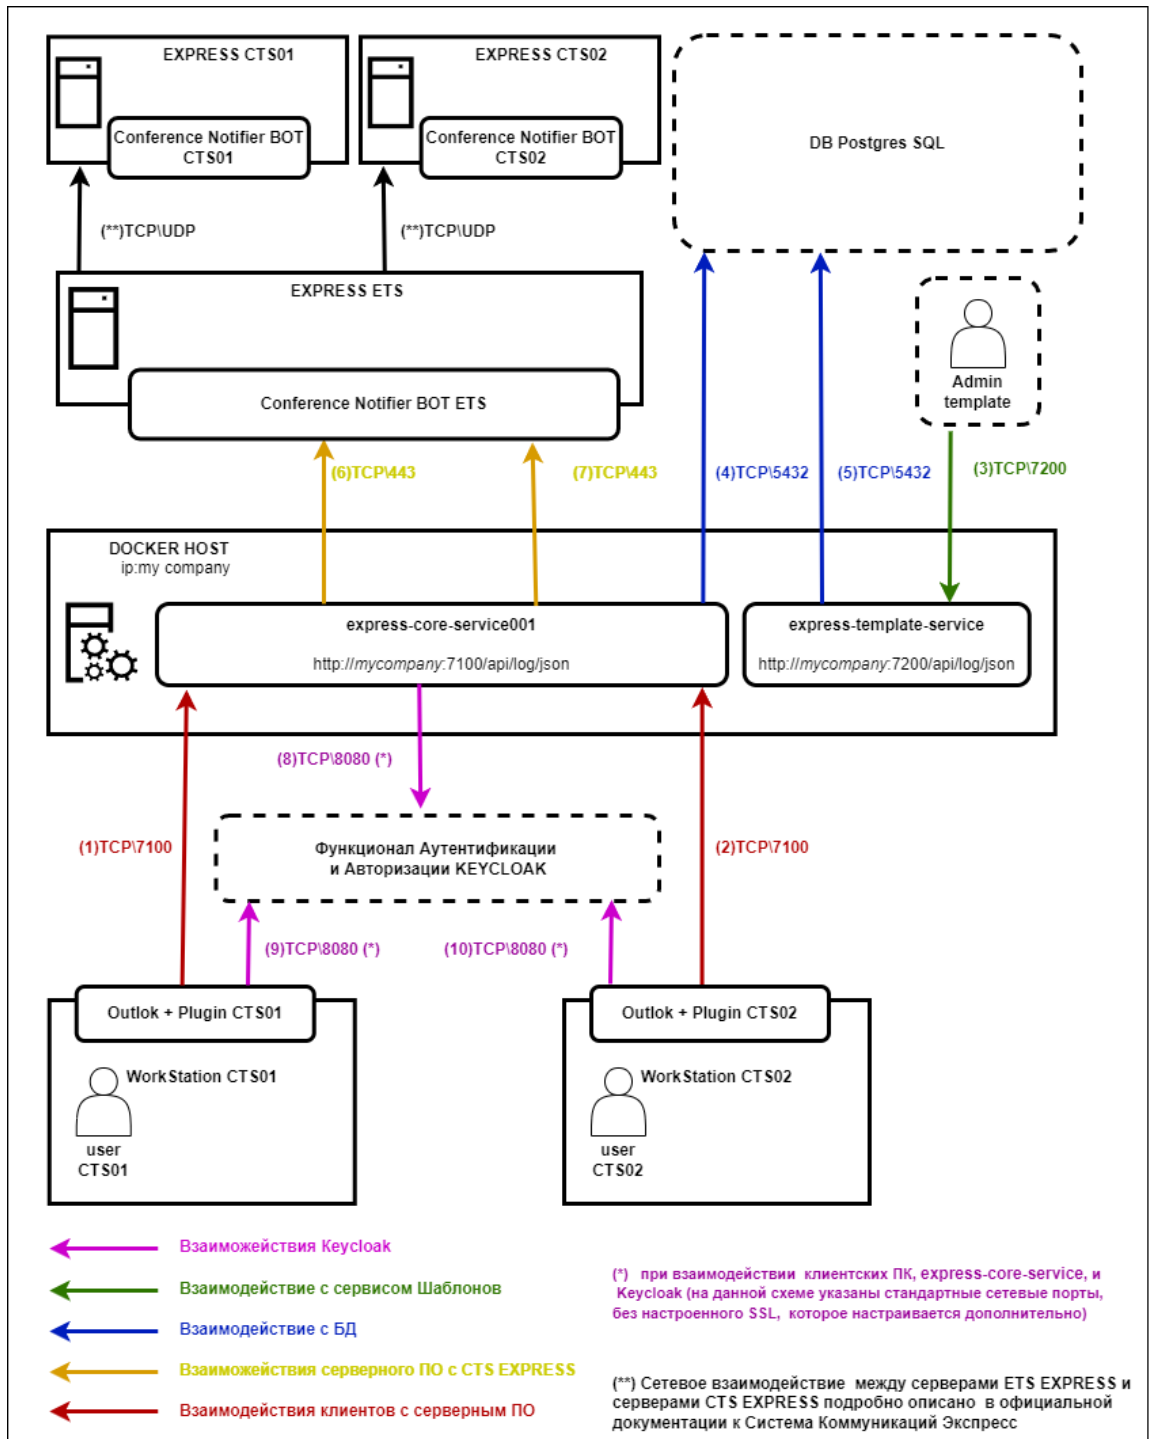 EXPRESS CTS01
Conference Notifier BOT
CTS01
EXPRESS CTS02
Conference Notifier BOT
CTS02
DB Postgres SQL
(**)TCP\UDP
(**)TCP\UDP
EXPRESS ETS
Conference Notifier BOT ETS
Admin
template
(6)TCP\443
(7)TCP\443
(4)TCP\5432
(5)TCP\5432
(3)TCP\7200
DOCKER HOST
ip:my company
express-core-service001
http://mycompany:7100/api/log/json
express-template-service
http://mycompany:7200/api/log/json
(8)TCP\8080 (*)
(1)TCP\7100
Функционал Аутентификации
и Авторизации KEYCLOAK
(2)TCP\7100
(9)TCP\8080 (*)
(10)TCP\8080 (*)
Outlok + Plugin CTS01
WorkStation CTS01
user
CTS01
Outlok + Plugin CTS02
WorkStation CTS02
user
CTS02
Взаиможействия Keycloak
Взаимодействие с сервисом Шаблонов
Взаимодействие с БД
Взаиможействия серверного ПО с CTS EXPRESS
Взаимодействия клиентов с серверным ПО
(*) при взаимодействии клиентских ПК, express-core-service, и
Keycloak (на данной схеме указаны стандартные сетевые порты,
без настроенного SSL, которое настраивается дополнительно)
(**) Сетевое взаимодействие между серверами ETS EXPRESS и
серверами CTS EXPRESS подробно описано в официальной
документации к Система Коммуникаций Экспресс